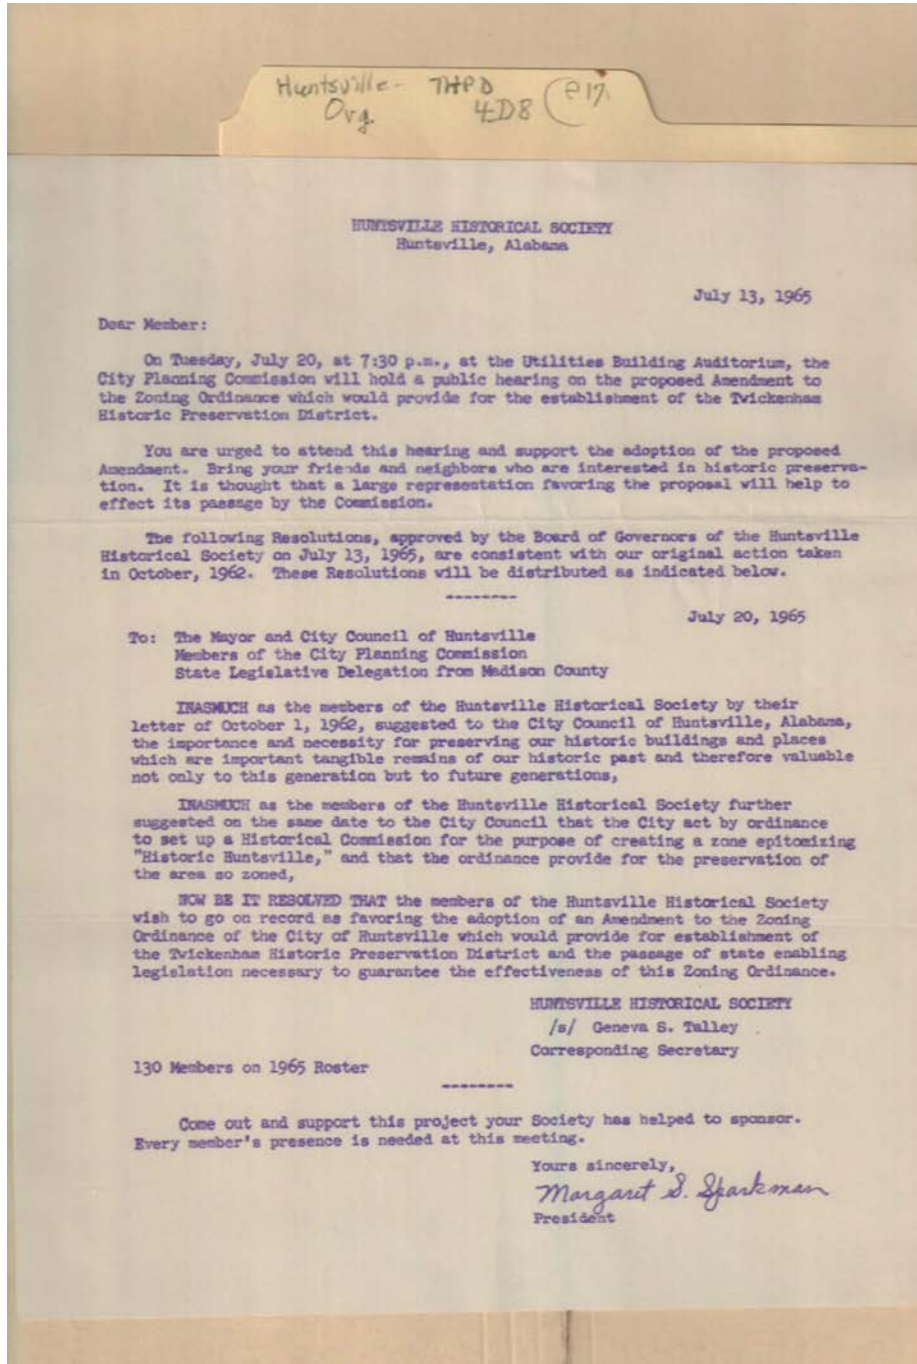 Huntsville- THPD P 17.
Org. 4D8
HUNTSVILLE HISTORICAL SOCIETY
Huntsville, Alabama
July 13, 1965
Dear Member:
On Tuesday, July 20, at 7:30 p.m., at the Utilities Building Auditorium, the
City Planning Commission will hold a public hearing on the proposed Amendment to
the Zoning Ordinance which would provide for the establishment of the Twickenham
Historic Preservation District.
You are urged to attend this hearing and support the adoption of the proposed
Amendment. Bring your friends and neighbors who are interested in historic preserva-
tion. It is thought that a large representation favoring the proposal will help to
effect its passage by the Commission.
The following Resolutions, approved by the Board of Governors of the Huntsville
Historical Society on July 13, 1965, are consistent with our original action taken
in October, 1962. These Resolutions will be distributed as indicated below.
---------
July 20, 1965
To: The Mayor and City Council of Huntsville
Members of the City Planning Commission
State Legislative Delegation from Madison County
INASMUCH as the members of the Huntsville Historical Society by their
letter of October 1, 1962, suggested to the City Council of Huntsville, Alabama,
the importance and necessity for preserving our historic buildings and places
which are important tangible remains of our historic past and therefore valuable
not only to this generation but to future generations,
INASMUCH as the members of the Huntsville Historical Society further
suggested on the same date to the City Council that the City act by ordinance
to set up a Historical Commission for the purpose of creating a zone epitomizing
"Historic Huntsville," and that the ordinance provide for the preservation of
the area so zoned,
NOW BE IT RESOLVED THAT the members of the Huntsville Historical Society
wish to go on record as favoring the adoption of an Amendment to the Zoning
Ordinance of the City of Huntsville which would provide for establishment of
the Twickenham Historic Preservation District and the passage of state enabling
legislation necessary to guarantee the effectiveness of this Zoning Ordinance.
HUNTSVILLE HISTORICAL SOCIETY
/s/ Geneva S. Talley
Corresponding Secretary
130 Members on 1965 Roster
---------
Come out and support this project your Society has helped to sponsor.
Every member's presence is needed at this meeting.
Yours sincerely,
Margaret S. Sparkman
President